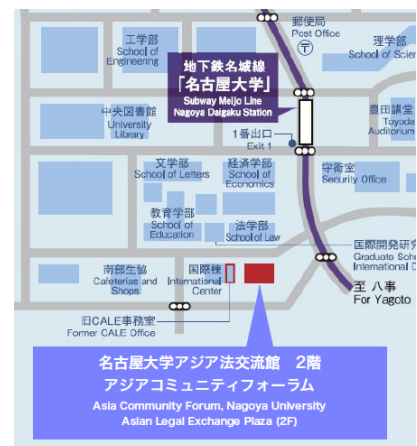 郵便局
Post Office
〒
工学部
School of
Engineering
理学部
School of Scien
地下鉄名城線
「名古屋大学」
Subway Meijo Line
Nagoya Daigaku Station
中央図書館
University
Library
豊田講堂
Toyoda
Auditorium
1番出口
Exit 1
文学部
School of Letters
経済学部
School of
Economics
守衛室
Security Office
教育学部
School of
Education
法学部
School of Law
国際開発研究
Graduate Scho
International D
南部生協
Cafeterias and
Shops
国際棟
International
Center
至 八事
For Yagoto
旧CALE事務室
Former CALE Office
名古屋大学アジア法交流館 2階
アジアコミュニティフォーラム
Asia Community Forum, Nagoya University
Asian Legal Exchange Plaza (2F)